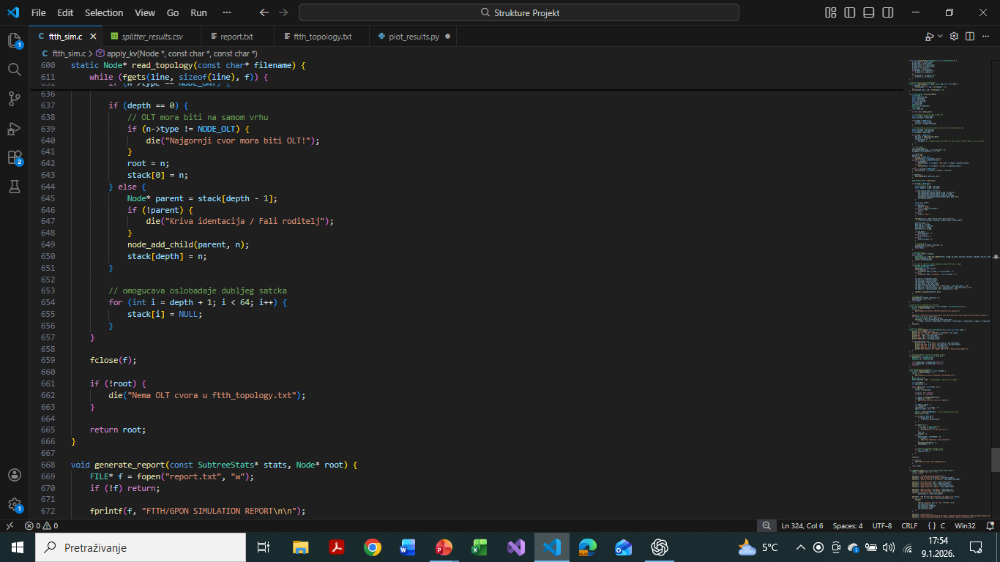 File Edit Selection View Go Run ··· Strukture Projekt
ftth_sim.c splitter_results.csv report.txt ftth_topology.txt plot_results.py
ftth_sim.c > apply_kv(Node *, const char *, const char *)
600 static Node* read_topology(const char* filename) {
611 while (fgets(line, sizeof(line), f)) {
636
637 if (depth == 0) {
638 // OLT mora biti na samom vrhu
639 if (n->type != NODE_OLT) {
640 die("Najgornji cvor mora biti OLT!");
641 }
642 root = n;
643 stack[0] = n;
644 } else {
645 Node* parent = stack[depth - 1];
646 if (!parent) {
647 die("Kriva identacija / Fali roditelj");
648 }
649 node_add_child(parent, n);
650 stack[depth] = n;
651 }
652
653 // omogucava oslobadaje dubljeg satcka
654 for (int i = depth + 1; i < 64; i++) {
655 stack[i] = NULL;
656 }
657 }
658
659 fclose(f);
660
661 if (!root) {
662 die("Nema OLT cvora u ftth_topology.txt");
663 }
664
665 return root;
666 }
667
668 void generate_report(const SubtreeStats* stats, Node* root) {
669 FILE* f = fopen("report.txt", "w");
670 if (!f) return;
671
672 fprintf(f, "FTTH/GPON SIMULATION REPORT\n\n");
0 0 Ln 324, Col 6 Spaces: 4 UTF-8 CRLF { } C Win32
Pretraživanje 5°C 17:54
9.1.2026.